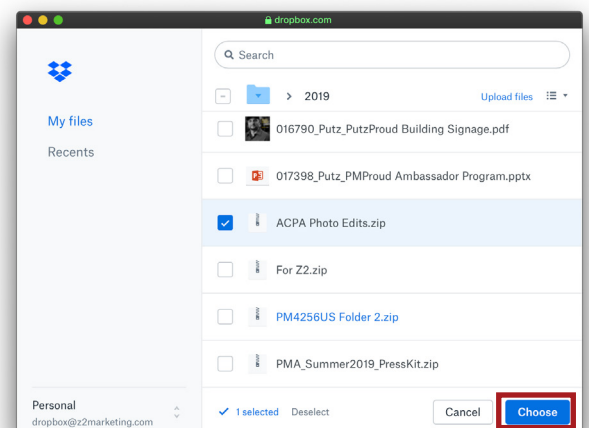 dropbox.com
Search
> 2019
Upload files
My files
Recents
016790_Putz_PutzProud Building Signage.pdf
017398_Putz_PMProud Ambassador Program.pptx
ACPA Photo Edits.zip
For Z2.zip
PM4256US Folder 2.zip
PMA_Summer2019_PressKit.zip
Personal
dropbox@z2marketing.com
1 selected Deselect
Cancel
Choose